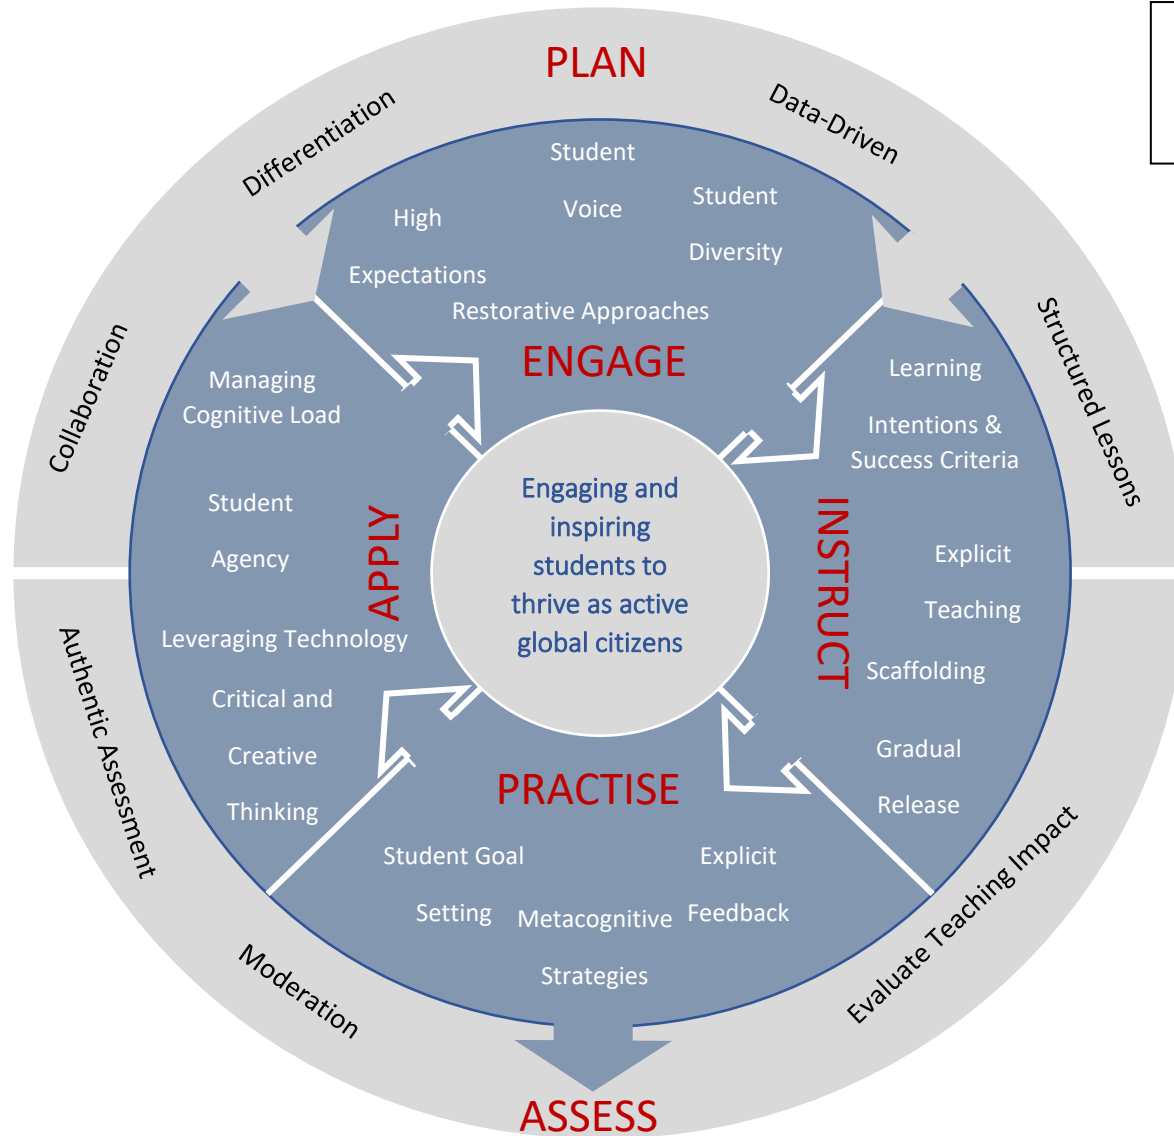 PLAN
Differentiation
Data-Driven
Collaboration
Structured Lessons
Student
Voice
High
Expectations
Student
Diversity
Restorative Approaches
ENGAGE
Managing
Cognitive Load
Student
Agency
Leveraging Technology
Critical and
Creative
Thinking
APPLY
Engaging and
inspiring
students to
thrive as active
global citizens
INSTRUCT
Learning
Intentions &
Success Criteria
Explicit
Teaching
Scaffolding
Gradual
Release
PRACTISE
Student Goal
Setting
Metacognitive
Strategies
Explicit
Feedback
Authentic Assessment
Moderation
Evaluate Teaching Impact
ASSESS